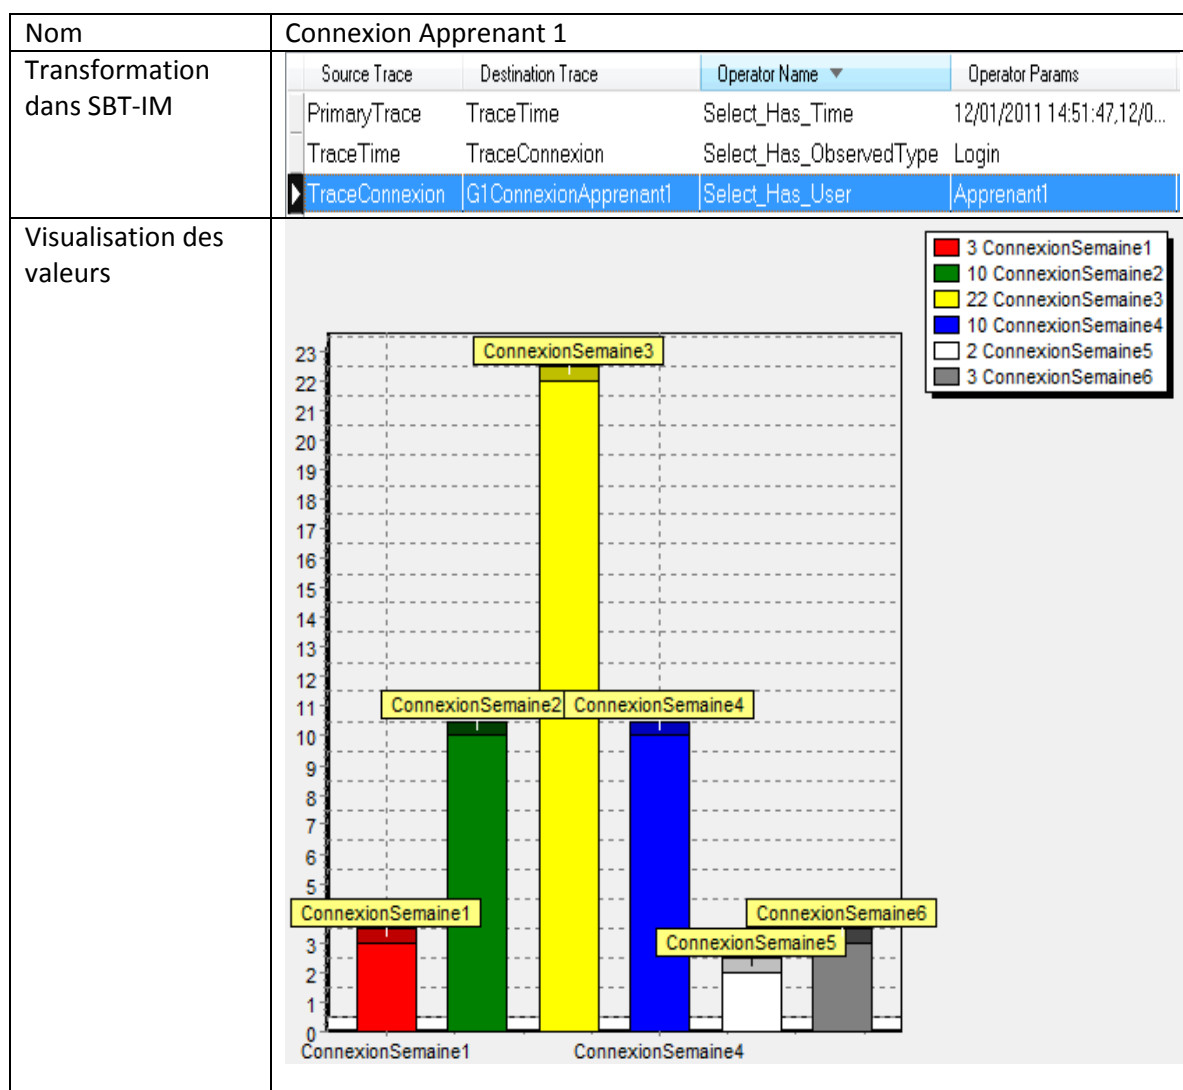 Nom
Connexion Apprenant 1
Transformation
dans SBT-IM
Source Trace Destination Trace Operator Name Operator Params
PrimaryTrace TraceTime Select_Has_Time 12/01/2011 14:51:47,12/0...
TraceTime TraceConnexion Select_Has_ObservedType Login
TraceConnexion G1ConnexionApprenant1 Select_Has_User Apprenant1
Visualisation des
valeurs
3 ConnexionSemaine1
10 ConnexionSemaine2
22 ConnexionSemaine3
10 ConnexionSemaine4
2 ConnexionSemaine5
3 ConnexionSemaine6
23
ConnexionSemaine3
22
21
20
19
18
17
16
15
14
13
12
ConnexionSemaine2 ConnexionSemaine4
11
10
9
8
7
6
5
ConnexionSemaine1 ConnexionSemaine6
ConnexionSemaine5
3
2
1
0
ConnexionSemaine1 ConnexionSemaine4